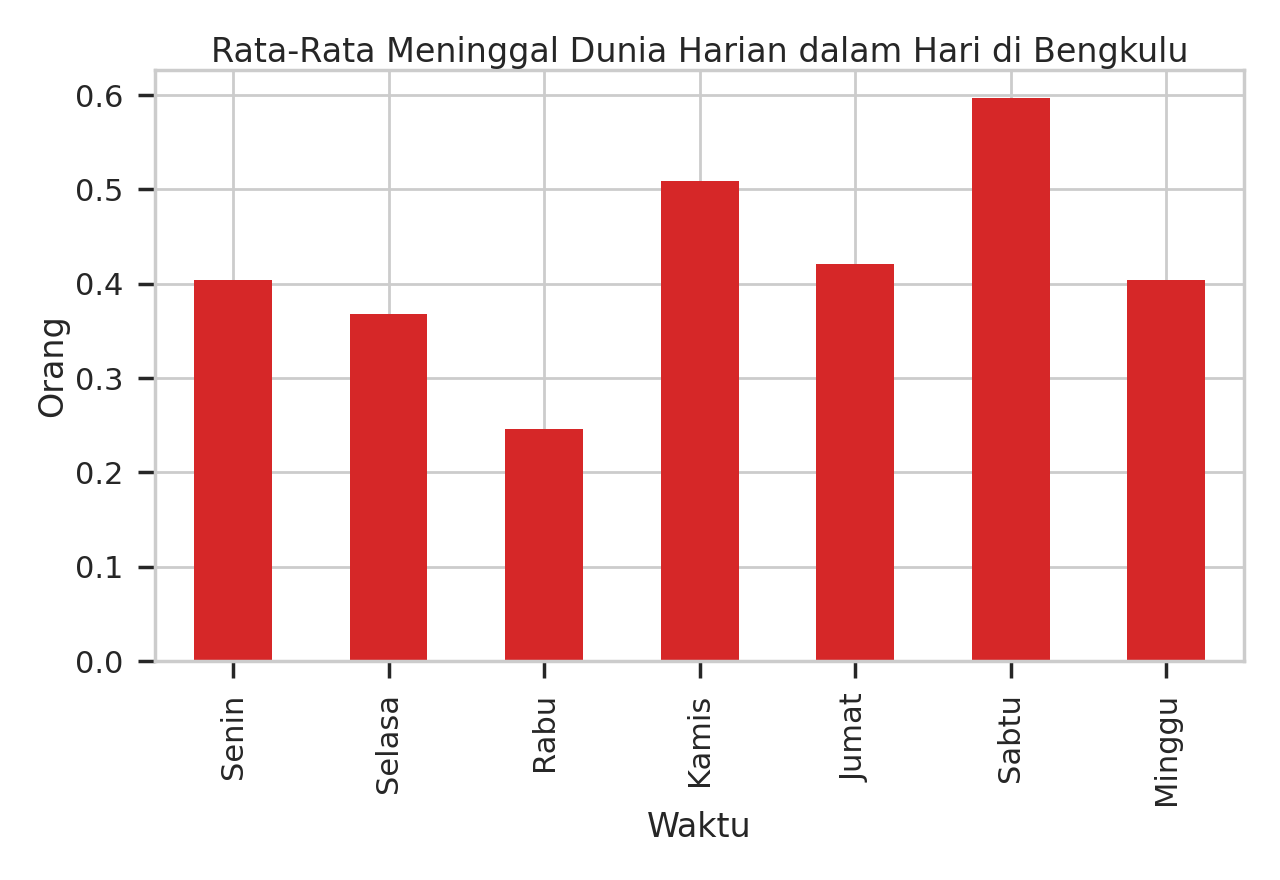 Rata-Rata Meninggal Dunia Harian dalam Hari di Bengkulu
0.6
0.5
0.4
0.3
0.2
0.1
0.0
Orang
Senin
Selasa
Rabu
Kamis
Jumat
Sabtu
Minggu
Waktu